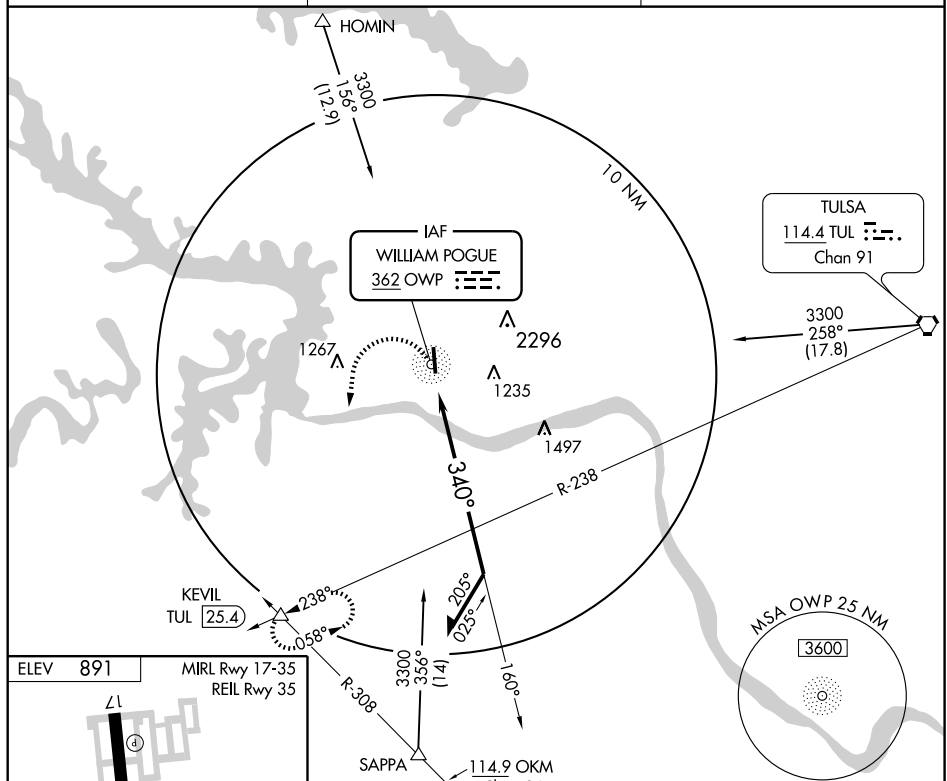 HOMIN
3300
156°
(12.9)
10 NM
IAF
WILLIAM POGUE
362 OWP
TULSA
114.4 TUL
Chan 91
3300
258°
(17.8)
2296
1267
1235
1497
340°
R-238
KEVIL
TUL 25.4
238°
058°
205°
025°
MSA OWP 25 NM
3600
3300
356°
(14)
160°
R-308
ELEV 891
MIRL Rwy 17-35
REIL Rwy 35
17
P
SAPPA
114.9 OKM